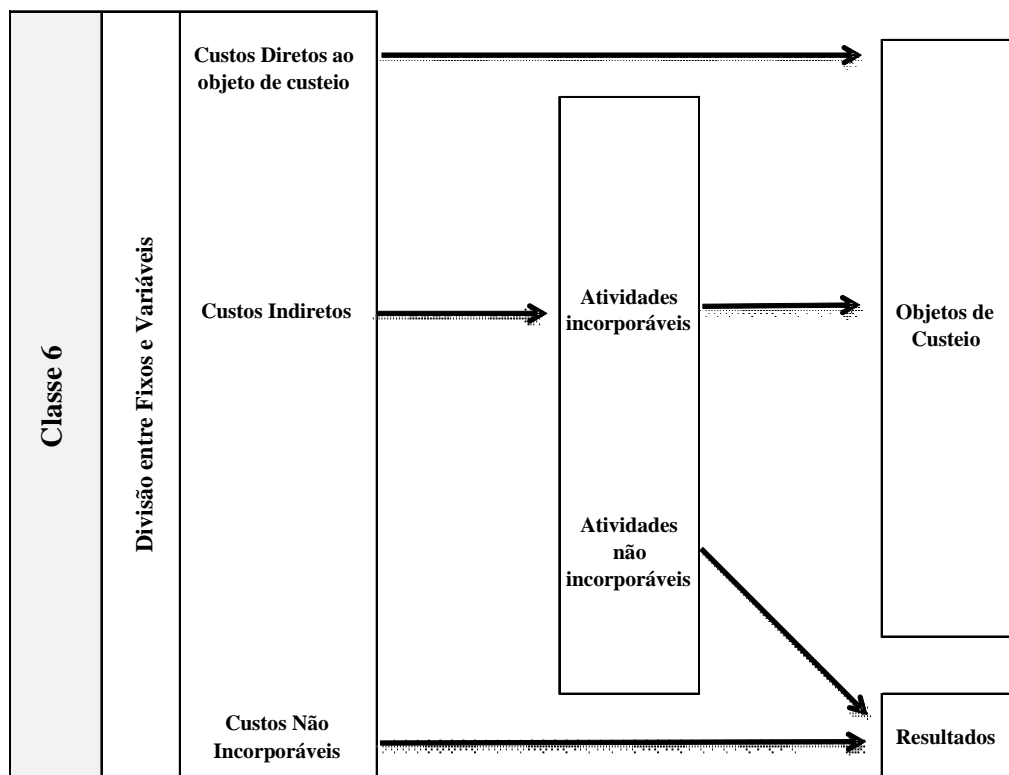 Classe 6
Divisão entre Fixos e Variáveis
Custos Diretos ao
objeto de custeio
Custos Indiretos
Custos Não
Incorporáveis
Atividades
incorporáveis
Atividades
não
incorporáveis
Objetos de
Custeio
Resultados